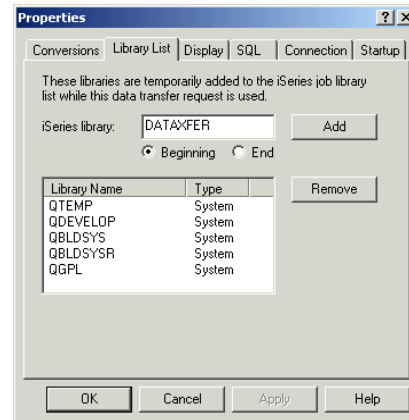 Properties
Conversions Library List Display SQL Connection Startup
These libraries are temporarily added to the iSeries job library
list while this data transfer request is used.
iSeries library: DATAXFER Add
Beginning End
Library Name Type Remove
QTEMP System
QDEVELOP System
QBLDSYS System
QBLDSYSR System
QGPL System
OK Cancel Apply Help